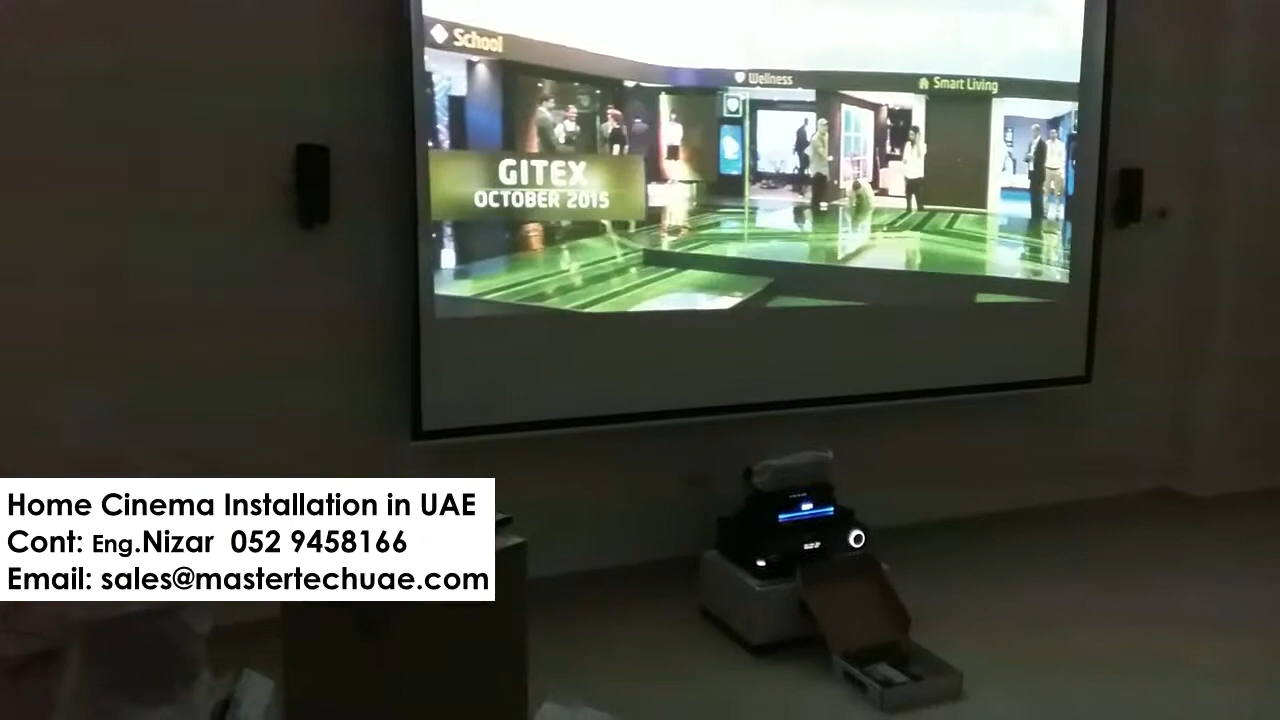 School
Wellness
Smart Living
GITEX
OCTOBER 2015
Home Cinema Installation in UAE
Cont: Eng.Nizar 052 9458166
Email: sales@mastertechuae.com